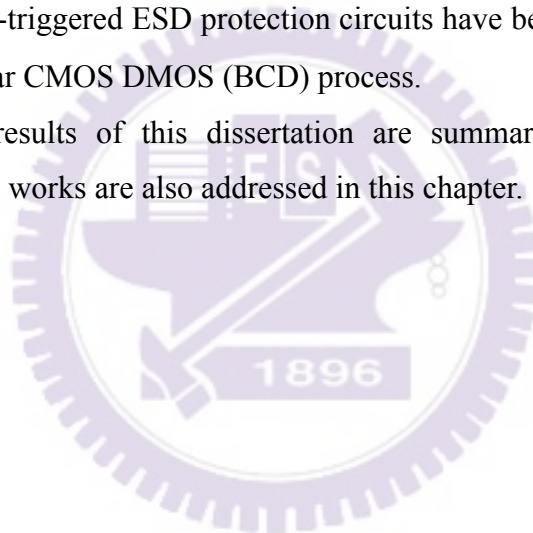 -triggered ESD protection circuits have be
ar CMOS DMOS (BCD) process.
results of this dissertation are summar
works are also addressed in this chapter.
ES
1896